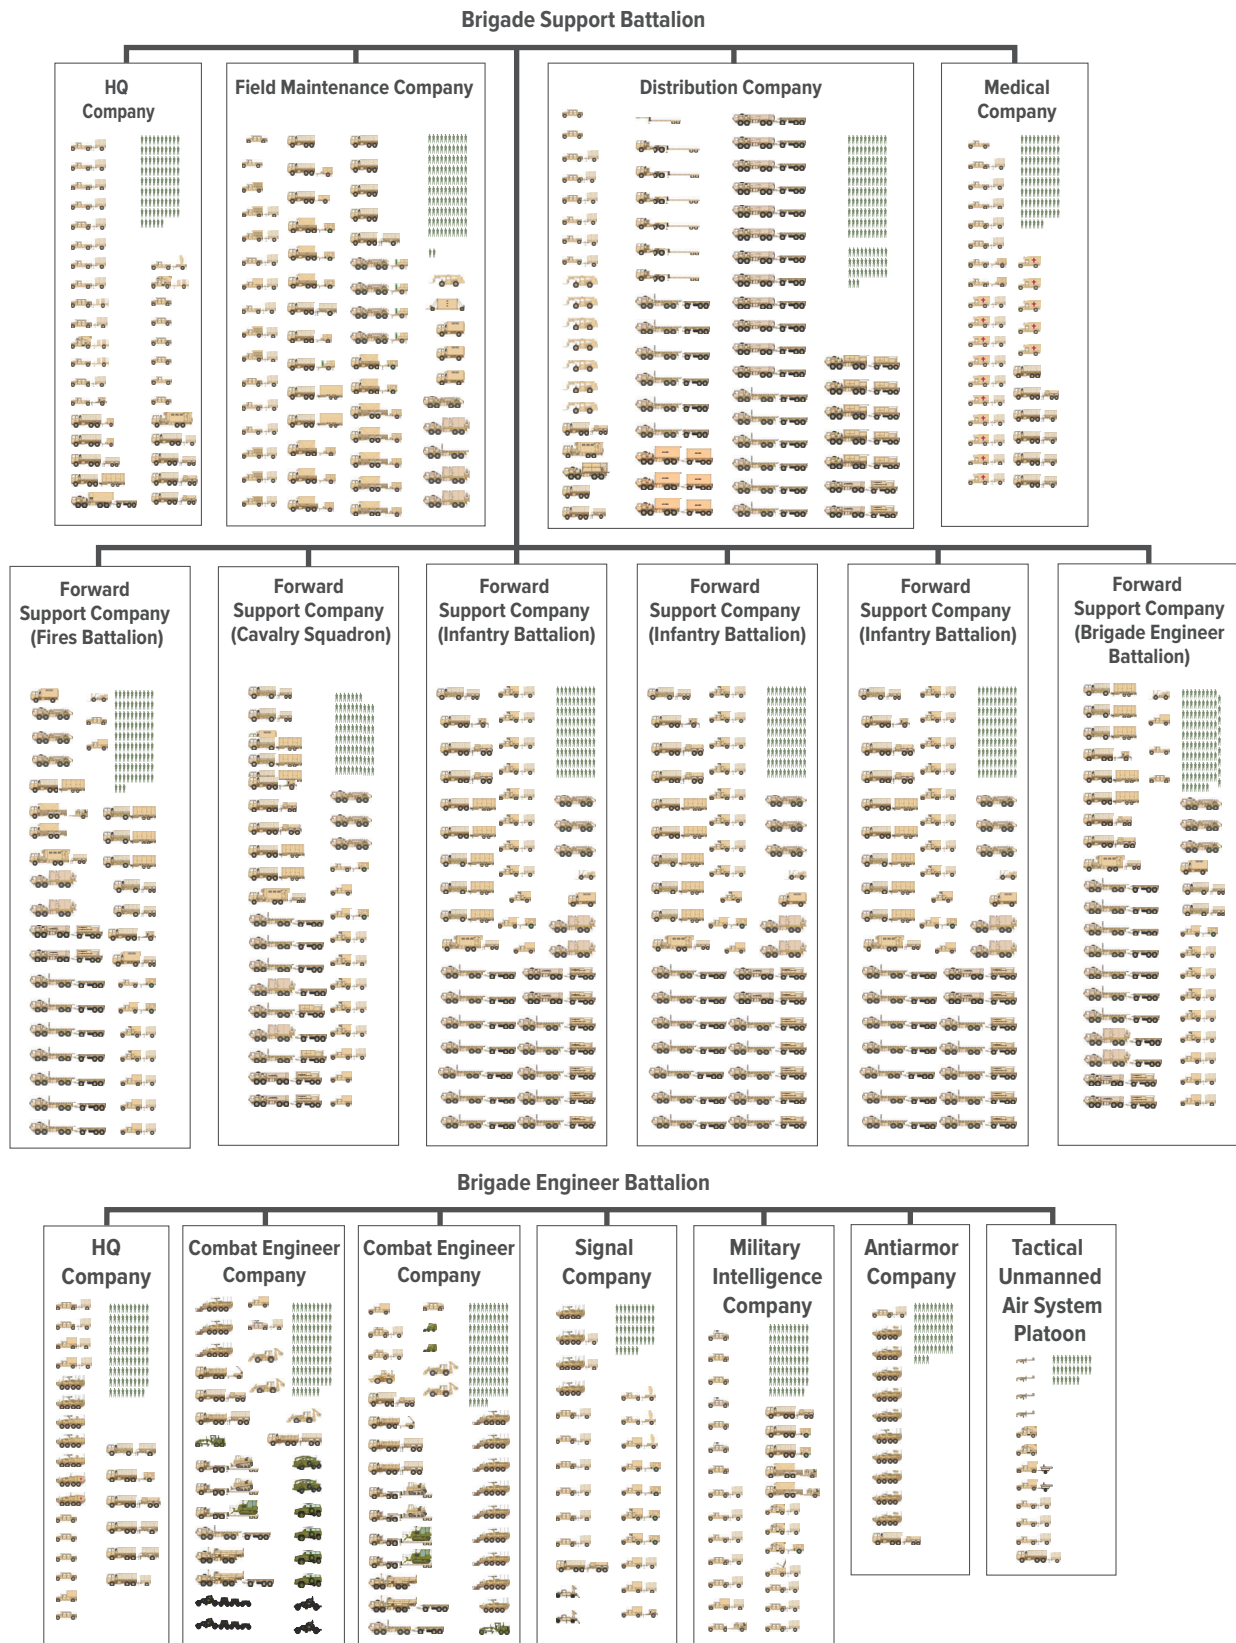 Brigade Support Battalion
HQ
Company
Field Maintenance Company
Distribution Company
Medical
Company
Forward
Support Company
(Fires Battalion)
Forward
Support Company
(Cavalry Squadron)
Forward
Support Company
(Infantry Battalion)
Forward
Support Company
(Infantry Battalion)
Forward
Support Company
(Infantry Battalion)
Forward
Support Company
(Brigade Engineer
Battalion)
Brigade Engineer Battalion
HQ
Company
Combat Engineer
Company
Combat Engineer
Company
Signal
Company
Military
Intelligence
Company
Antiarmor
Company
Tactical
Unmanned
Air System
Platoon